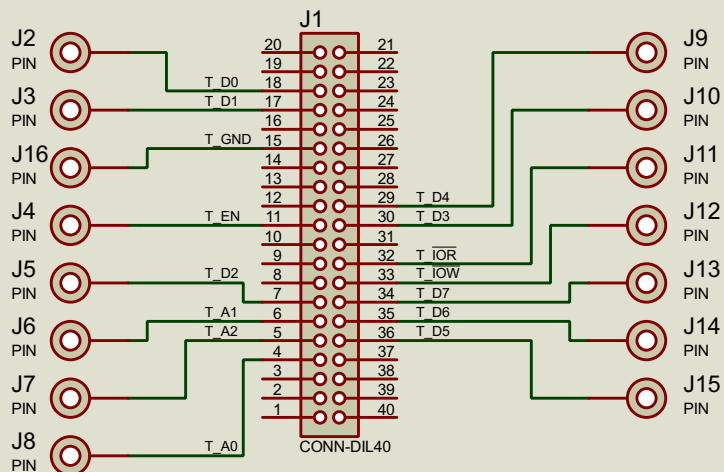 J1
J2
PIN
J3
PIN
J16
PIN
J4
PIN
J5
PIN
J6
PIN
J7
PIN
J8
PIN
20
19
18
17
16
15
14
13
12
11
10
9
8
7
6
5
4
3
2
1
T_D0
T_D1
T_GND
T_EN
T_D2
T_A1
T_A2
T_A0
21
22
23
24
25
26
27
28
29
30
31
32
33
34
35
36
37
38
39
40
T_D4
T_D3
T_IOR
T_IOW
T_D7
T_D6
T_D5
CONN-DIL40
J9
PIN
J10
PIN
J11
PIN
J12
PIN
J13
PIN
J14
PIN
J15
PIN